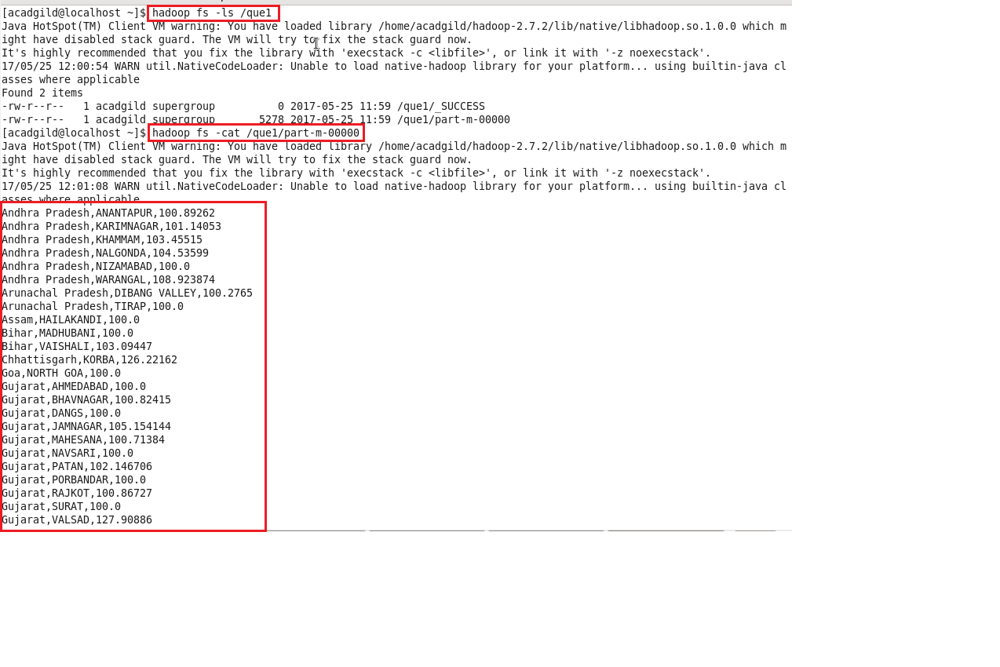 [acadgild@localhost ~]$ hadoop fs -ls /que1
Java HotSpot(TM) Client VM warning: You have loaded library /home/acadgild/hadoop-2.7.2/lib/native/libhadoop.so.1.0.0 which m
ight have disabled stack guard. The VM will try to fix the stack guard now.
It's highly recommended that you fix the library with 'execstack -c <libfile>', or link it with '-z noexecstack'.
17/05/25 12:00:54 WARN util.NativeCodeLoader: Unable to load native-hadoop library for your platform... using builtin-java cl
asses where applicable
Found 2 items
-rw-r--r--   1 acadgild supergroup          0 2017-05-25 11:59 /que1/_SUCCESS
-rw-r--r--   1 acadgild supergroup       5278 2017-05-25 11:59 /que1/part-m-00000
[acadgild@localhost ~]$ hadoop fs -cat /que1/part-m-00000
Java HotSpot(TM) Client VM warning: You have loaded library /home/acadgild/hadoop-2.7.2/lib/native/libhadoop.so.1.0.0 which m
ight have disabled stack guard. The VM will try to fix the stack guard now.
It's highly recommended that you fix the library with 'execstack -c <libfile>', or link it with '-z noexecstack'.
17/05/25 12:01:08 WARN util.NativeCodeLoader: Unable to load native-hadoop library for your platform... using builtin-java cl
asses where applicable
Andhra Pradesh,ANANTAPUR,100.89262
Andhra Pradesh,KARIMNAGAR,101.14053
Andhra Pradesh,KHAMMAM,103.45515
Andhra Pradesh,NALGONDA,104.53599
Andhra Pradesh,NIZAMABAD,100.0
Andhra Pradesh,WARANGAL,108.923874
Arunachal Pradesh,DIBANG VALLEY,100.2765
Arunachal Pradesh,TIRAP,100.0
Assam,HAILAKANDI,100.0
Bihar,MADHUBANI,100.0
Bihar,VAISHALI,103.09447
Chhattisgarh,KORBA,126.22162
Goa,NORTH GOA,100.0
Gujarat,AHMEDABAD,100.0
Gujarat,BHAVNAGAR,100.82415
Gujarat,DANGS,100.0
Gujarat,JAMNAGAR,105.154144
Gujarat,MAHESANA,100.71384
Gujarat,NAVSARI,100.0
Gujarat,PATAN,102.146706
Gujarat,PORBANDAR,100.0
Gujarat,RAJKOT,100.86727
Gujarat,SURAT,100.0
Gujarat,VALSAD,127.90886